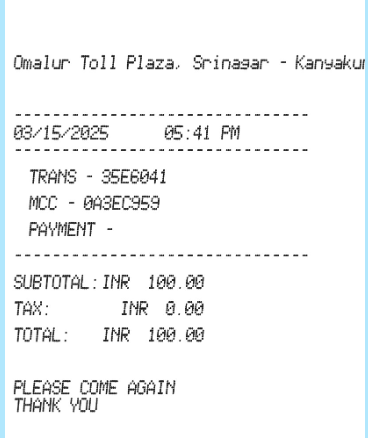 Omalur Toll Plaza, Srinagar - Kanyakur
------------------------------
03/15/2025 05:41 PM
------------------------------
TRANS - 35E6041
MCC - 0A3EC959
PAYMENT -
------------------------------
SUBTOTAL: INR 100.00
TAX: INR 0.00
TOTAL: INR 100.00
PLEASE COME AGAIN
THANK YOU